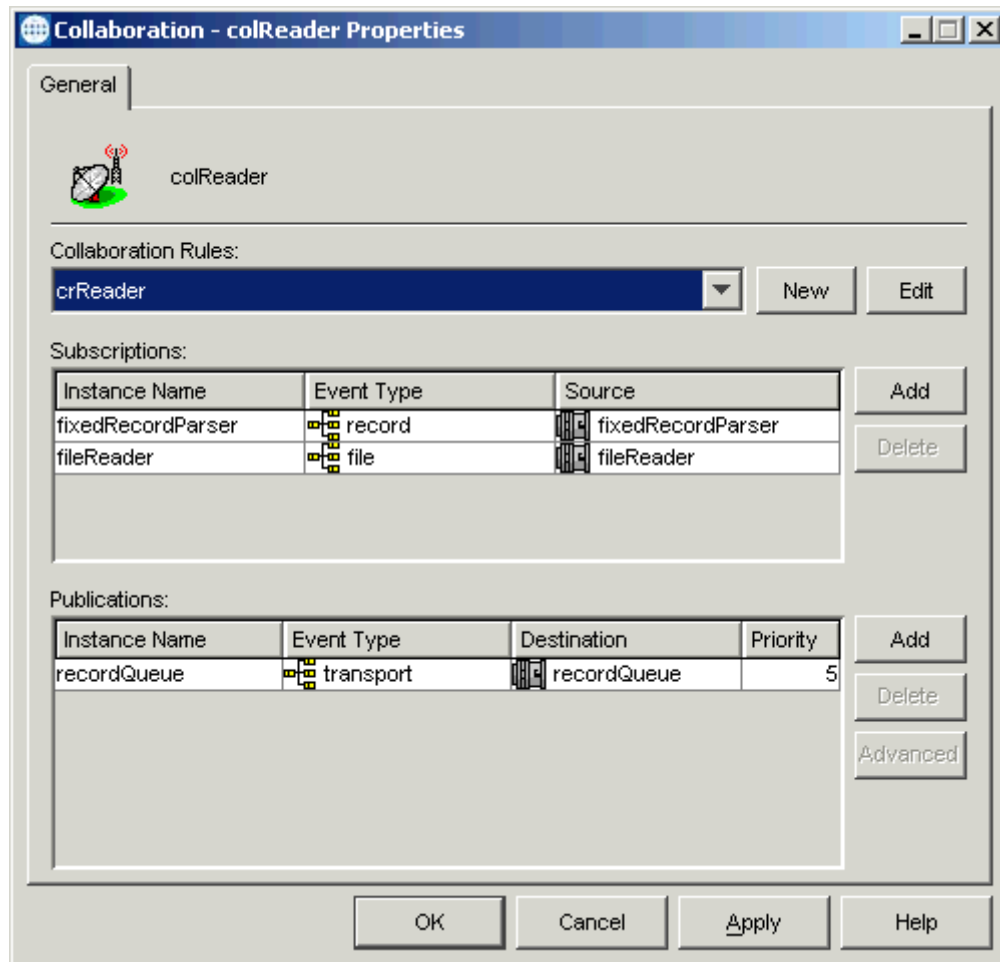 Collaboration - colReader Properties
General
colReader
Collaboration Rules:
crReader New Edit
Subscriptions:
Instance Name Event Type Source Add
fixedRecordParser record fixedRecordParser
fileReader file fileReader Delete
Publications:
Instance Name Event Type Destination Priority Add
recordQueue transport recordQueue 5
Delete
Advanced
OK Cancel Apply Help